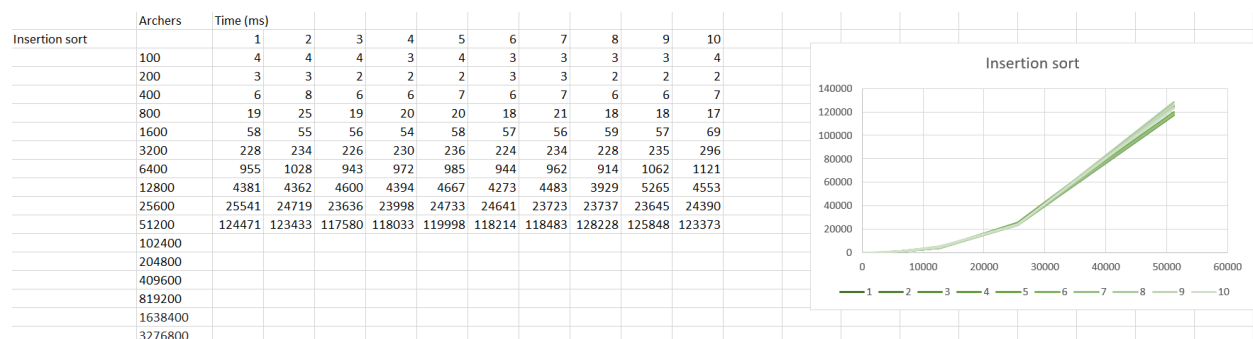 Archers Time (ms)
Insertion sort 1 2 3 4 5 6 7 8 9 10
100 4 4 4 3 4 3 3 3 3 4
200 3 3 2 2 2 3 3 2 2 2
400 6 8 6 6 7 6 7 6 6 7
800 19 25 19 20 20 18 21 18 18 17
1600 58 55 56 54 58 57 56 59 57 69
3200 228 234 226 230 236 224 234 228 235 296
6400 955 1028 943 972 985 944 962 914 1062 1121
12800 4381 4362 4600 4394 4667 4273 4483 3929 5265 4553
25600 25541 24719 23636 23998 24733 24641 23723 23737 23645 24390
51200 124471 123433 117580 118033 119998 118214 118483 128228 125848 123373
102400
204800
409600
819200
1638400
3276800
Insertion sort
140000
120000
100000
80000
60000
40000
20000
0
0 10000 20000 30000 40000 50000 60000
1 2 3 4 5 6 7 8 9 10